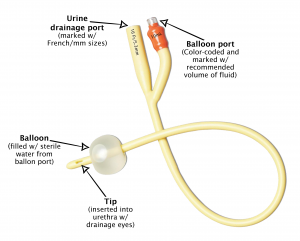 Urine
drainage port
(marked w/
French/mm sizes)
Balloon port
(Color-coded and
marked w/
recommended
volume of fluid)
Balloon
(filled w/ sterile
water from
ballon port)
Tip
(inserted into
urethra w/
drainage eyes)